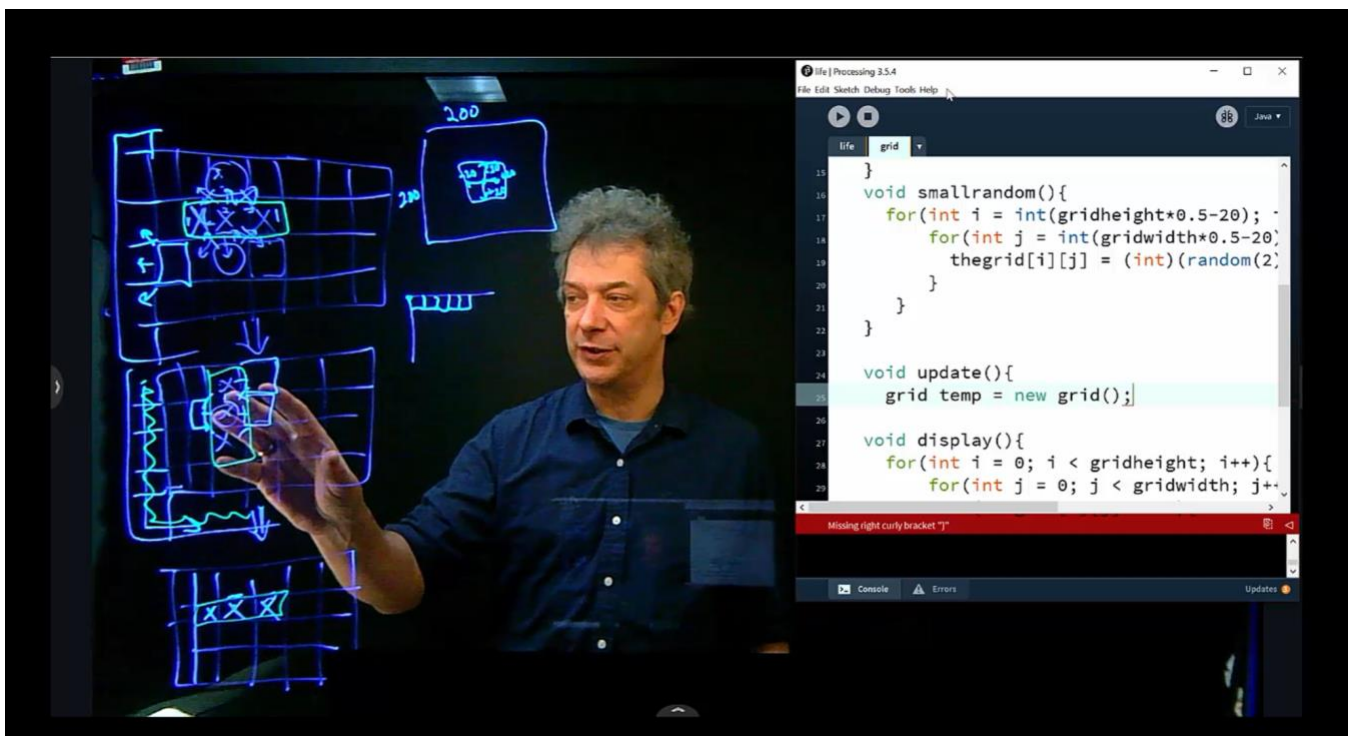 200
200
20
X
X X X
X
X
X X X
life | Processing 3.5.4
File Edit Sketch Debug Tools Help
Java
life grid
15 }
16 void smallrandom(){
17 for(int i = int(gridheight*0.5-20);
18 for(int j = int(gridwidth*0.5-20)
19 thegrid[i][j] = (int)(random(2)
20 }
21 }
22 }
23
24 void update(){
25 grid temp = new grid();
26
27 void display(){
28 for(int i = 0; i < gridheight; i++){
29 for(int j = 0; j < gridwidth; j++
Missing right curly bracket "}"
Console Errors Updates